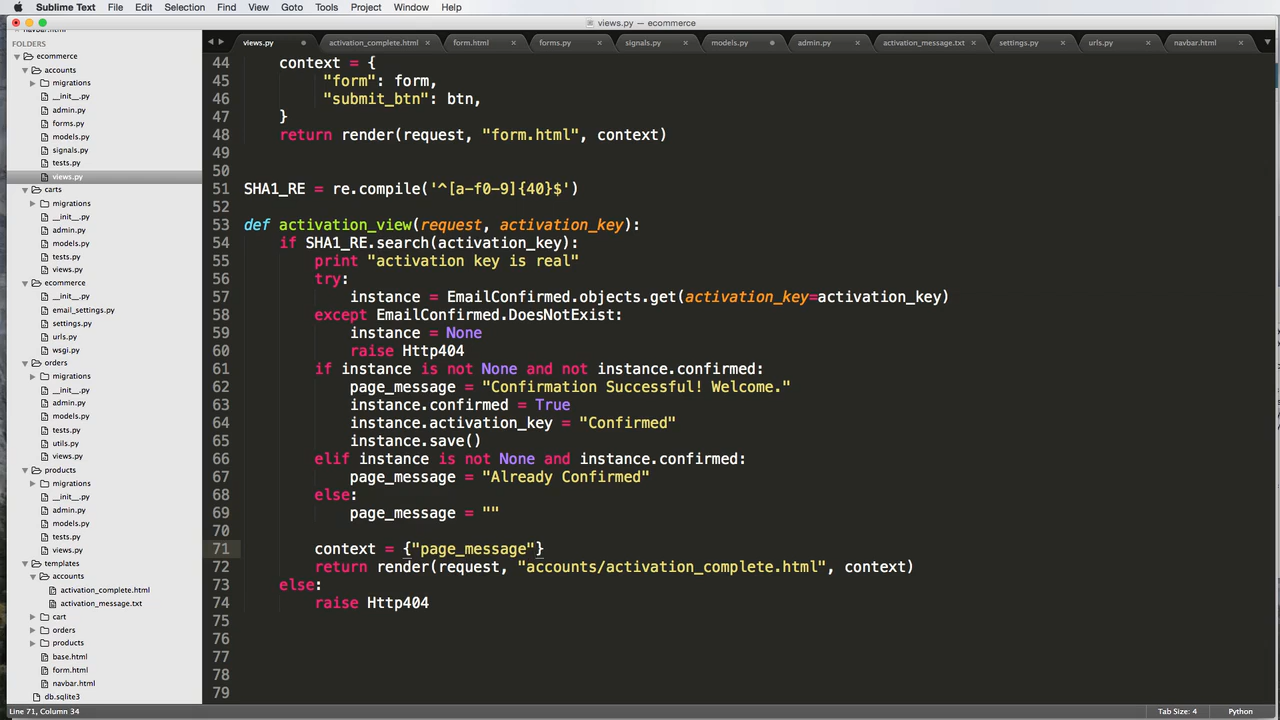 Sublime Text File Edit Selection Find View Goto Tools Project Window Help
views.py — ecommerce
navbar.html
FOLDERS
ecommerce
accounts
migrations
__init__.py
admin.py
forms.py
models.py
signals.py
tests.py
views.py
carts
migrations
__init__.py
admin.py
models.py
tests.py
views.py
ecommerce
__init__.py
email_settings.py
settings.py
urls.py
wsgi.py
orders
migrations
__init__.py
admin.py
models.py
tests.py
utils.py
views.py
products
migrations
__init__.py
admin.py
models.py
tests.py
views.py
templates
accounts
activation_complete.html
activation_message.txt
cart
orders
products
base.html
form.html
navbar.html
db.sqlite3
views.py activation_complete.html form.html forms.py signals.py models.py admin.py activation_message.txt settings.py urls.py navbar.html
44 context = {
45 "form": form,
46 "submit_btn": btn,
47 }
48 return render(request, "form.html", context)
49
50
51 SHA1_RE = re.compile('^[a-f0-9]{40}$')
52
53 def activation_view(request, activation_key):
54 if SHA1_RE.search(activation_key):
55 print "activation key is real"
56 try:
57 instance = EmailConfirmed.objects.get(activation_key=activation_key)
58 except EmailConfirmed.DoesNotExist:
59 instance = None
60 raise Http404
61 if instance is not None and not instance.confirmed:
62 page_message = "Confirmation Successful! Welcome."
63 instance.confirmed = True
64 instance.activation_key = "Confirmed"
65 instance.save()
66 elif instance is not None and instance.confirmed:
67 page_message = "Already Confirmed"
68 else:
69 page_message = ""
70
71 context = {"page_message"}
72 return render(request, "accounts/activation_complete.html", context)
73 else:
74 raise Http404
75
76
77
78
79
Line 71, Column 34 Tab Size: 4 Python